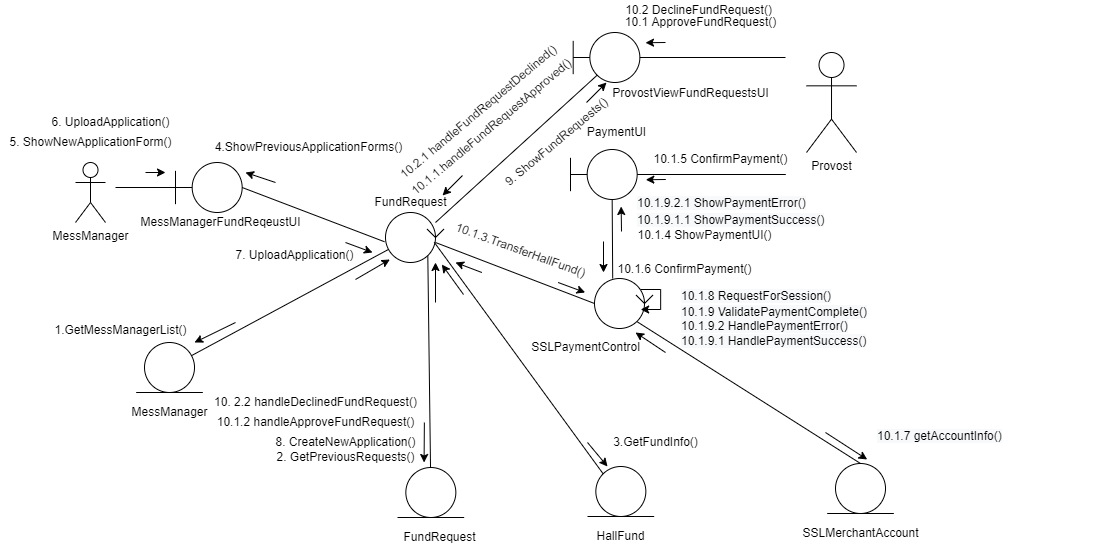 10.2 DeclineFundRequest()
10.1 ApproveFundRequest()
10.2.1 handleFundRequestDeclined()
10.1.1.handleFundRequestApproved()
9. ShowFundRequests()
ProvostViewFundRequestsUI
6. UploadApplication()
5. ShowNewApplicationForm()
4.ShowPreviousApplicationForms()
PaymentUI
10.1.5 ConfirmPayment()
Provost
FundRequest
MessManagerFundReqeustUI
MessManager
10.1.9.2.1 ShowPaymentError()
10.1.9.1.1 ShowPaymentSuccess()
10.1.4 ShowPaymentUI()
7. UploadApplication()
10.1.3.TransferHallFund()
10.1.6 ConfirmPayment()
10.1.8 RequestForSession()
10.1.9 ValidatePaymentComplete()
10.1.9.2 HandlePaymentError()
10.1.9.1 HandlePaymentSuccess()
1.GetMessManagerList()
SSLPaymentControl
MessManager
10. 2.2 handleDeclinedFundRequest()
10.1.2 handleApproveFundRequest()
8. CreateNewApplication()
2. GetPreviousRequests()
3.GetFundInfo()
10.1.7 getAccountInfo()
FundRequest
HallFund
SSLMerchantAccount